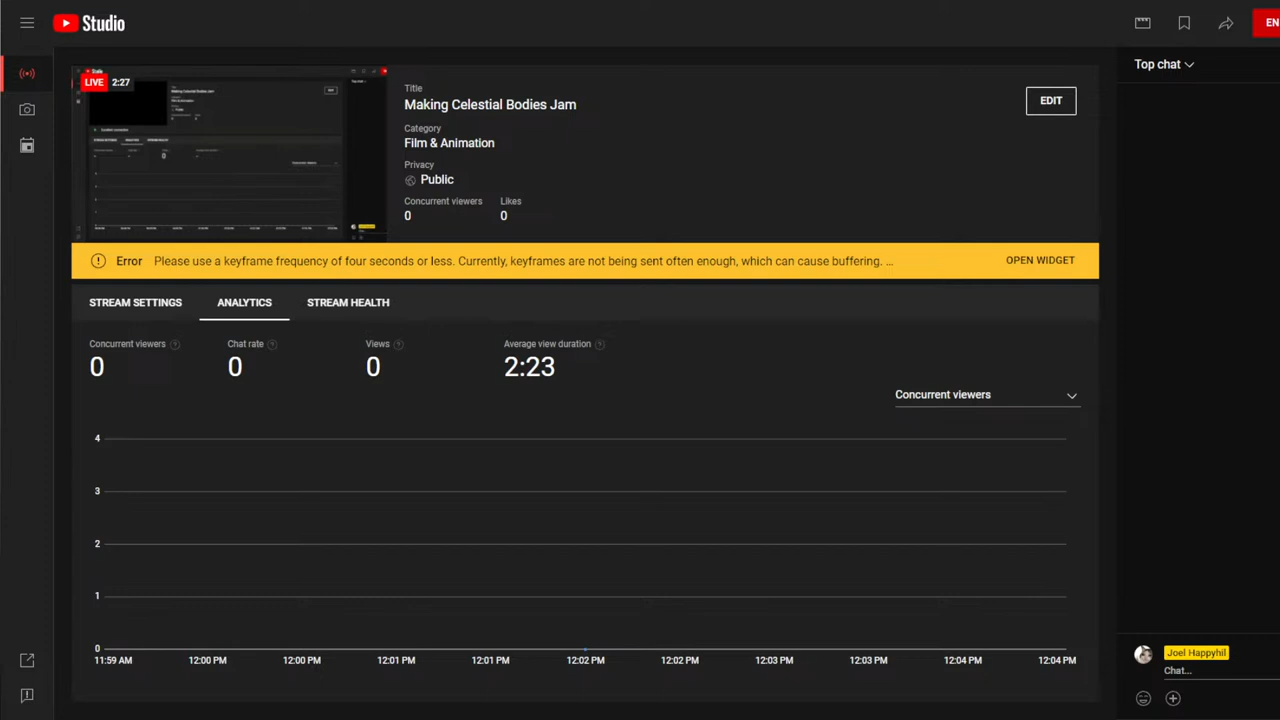 Studio
EN
LIVE 2:27
Title
Making Celestial Bodies Jam
EDIT
Category
Film & Animation
Privacy
Public
Concurrent viewers Likes
0 0
Top chat
Error Please use a keyframe frequency of four seconds or less. Currently, keyframes are not being sent often enough, which can cause buffering. ... OPEN WIDGET
STREAM SETTINGS ANALYTICS STREAM HEALTH
Concurrent viewers ? Chat rate ? Views ? Average view duration ?
0 0 0 2:23
Concurrent viewers
4
3
2
1
0
11:59 AM 12:00 PM 12:00 PM 12:01 PM 12:01 PM 12:02 PM 12:02 PM 12:03 PM 12:03 PM 12:04 PM 12:04 PM
Joel Happyhil
Chat...